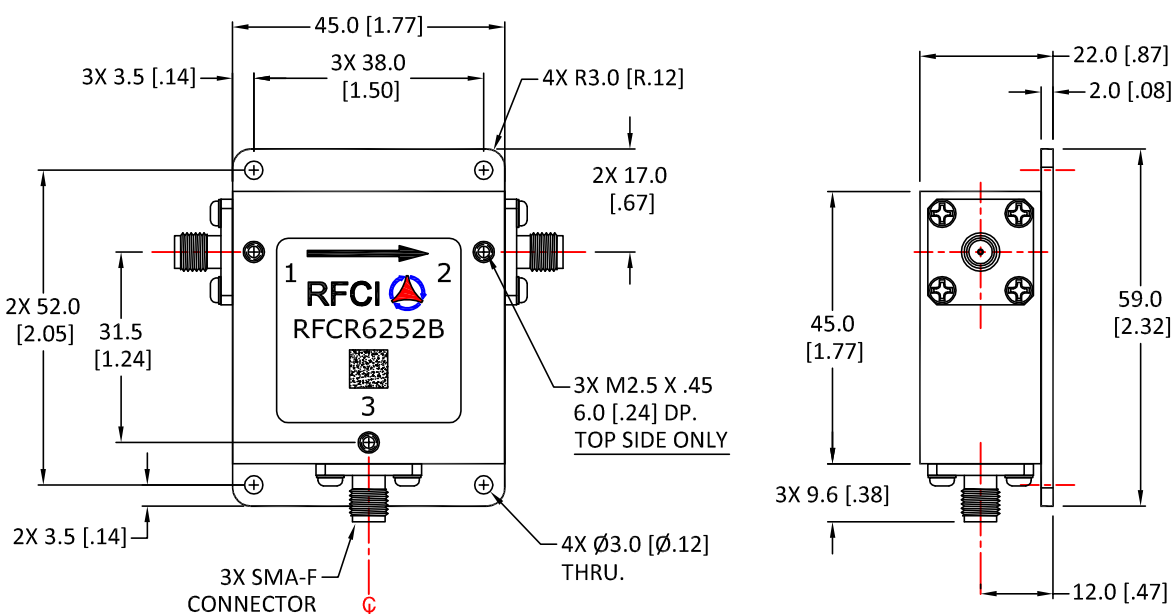 45.0 [1.77]
3X 3.5 [.14]
3X 38.0
[1.50]
4X R3.0 [R.12]
2X 17.0
[.67]
2X 52.0
[2.05]
31.5
[1.24]
1
2
RFCI
RFCR6252B
3
3X M2.5 X .45
6.0 [.24] DP.
TOP SIDE ONLY
2X 3.5 [.14]
4X Ø3.0 [Ø.12]
THRU.
3X SMA-F
CONNECTOR
℄
22.0 [.87]
2.0 [.08]
45.0
[1.77]
59.0
[2.32]
3X 9.6 [.38]
12.0 [.47]